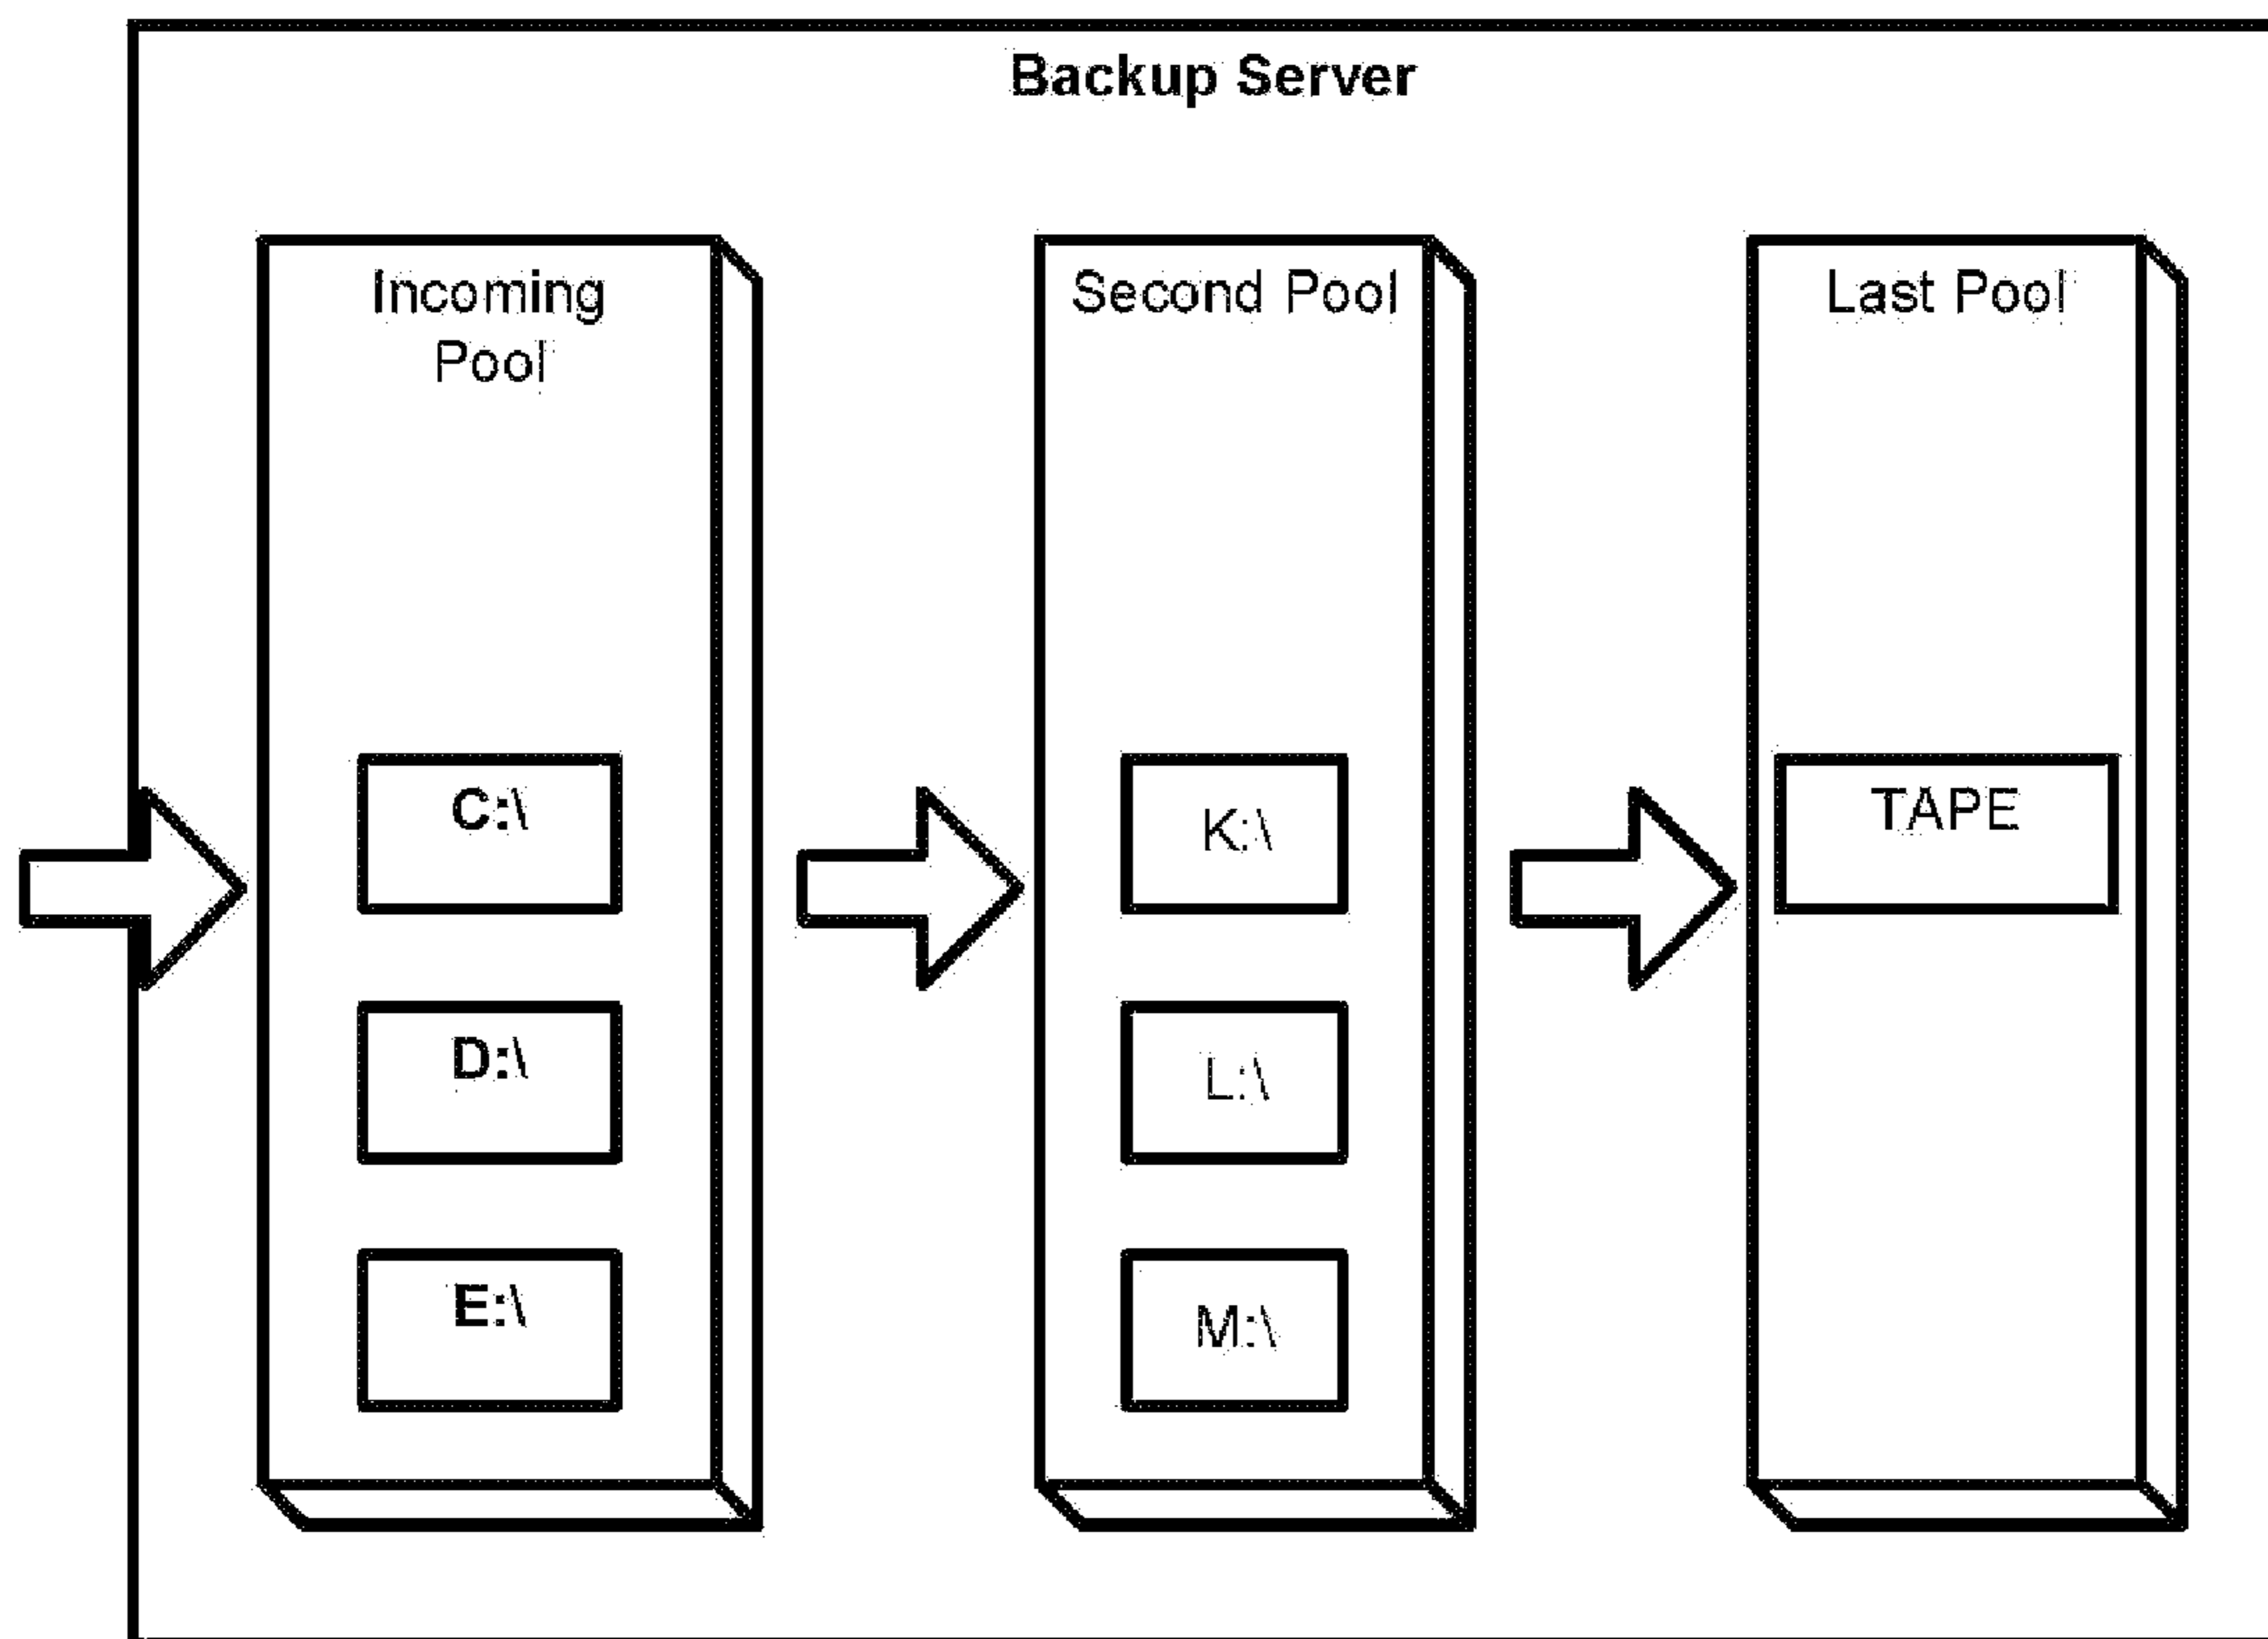 Backup Server
Incoming
Pool
C:\
D:\
E:\
Second Pool
K:\
L:\
M:\
Last Pool
TAPE